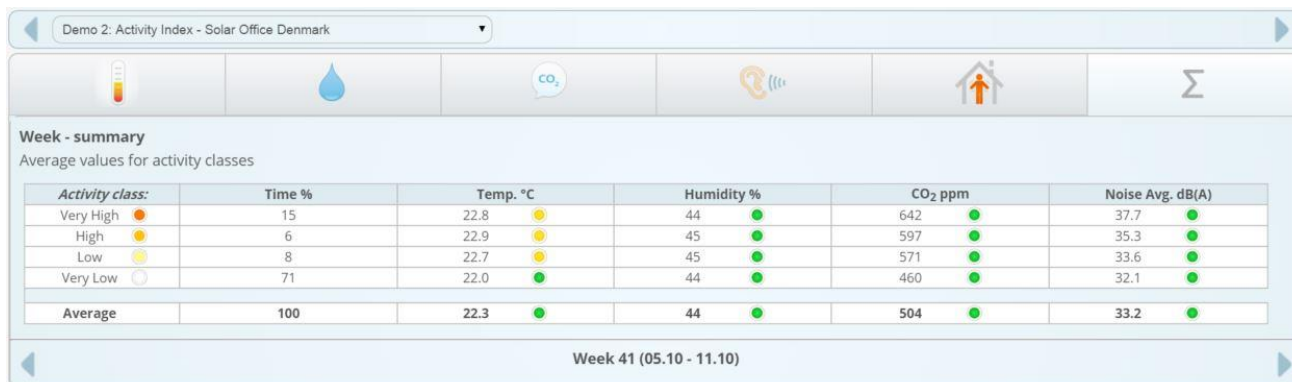 Demo 2: Activity Index - Solar Office Denmark
CO₂
Σ
Week - summary
Average values for activity classes
Activity class: Time % Temp. °C Humidity % CO₂ ppm Noise Avg. dB(A)
Very High 15 22.8 44 642 37.7
High 6 22.9 45 597 35.3
Low 8 22.7 45 571 33.6
Very Low 71 22.0 44 460 32.1
Average 100 22.3 44 504 33.2
Week 41 (05.10 - 11.10)